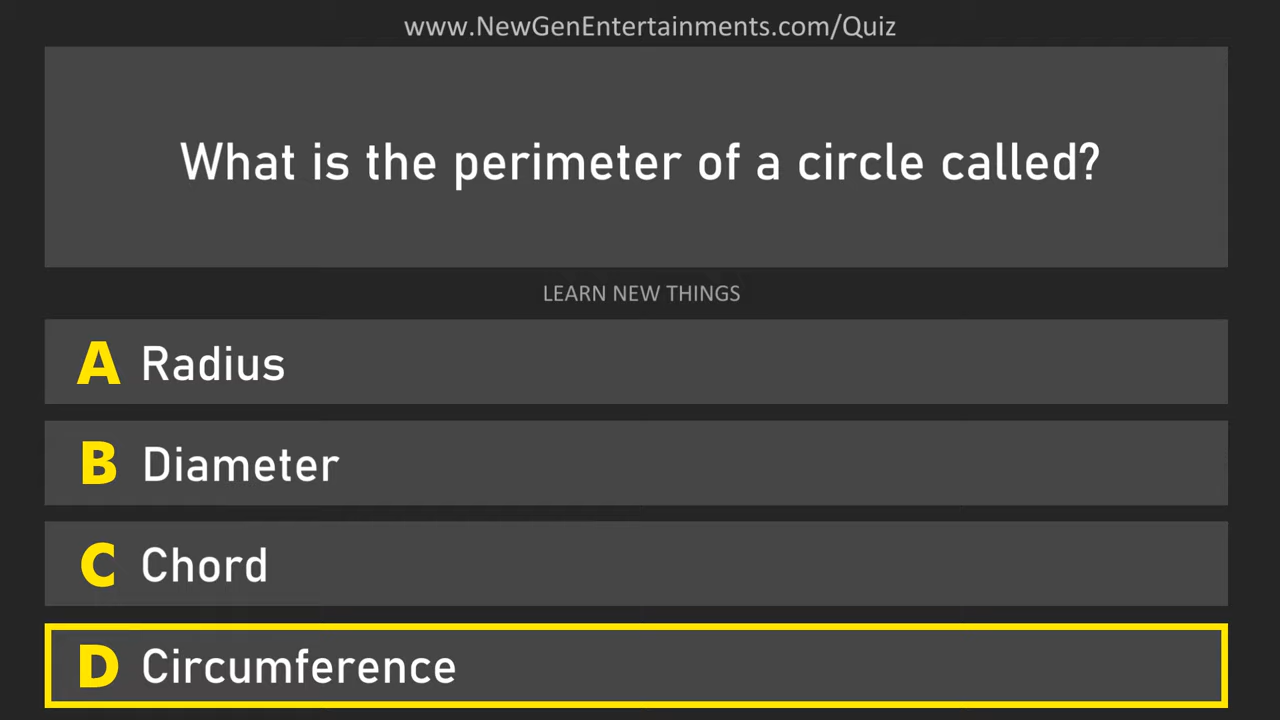 www.NewGenEntertainments.com/Quiz
What is the perimeter of a circle called?
LEARN NEW THINGS
A Radius
B Diameter
C Chord
D Circumference